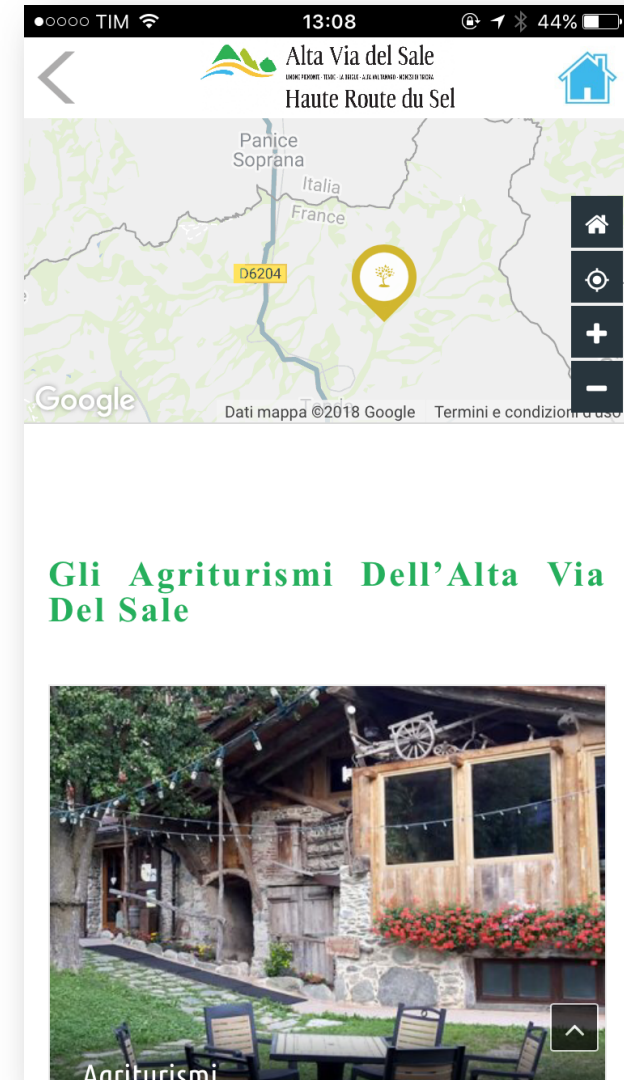 TIM
13:08
44%
Alta Via del Sale
Haute Route du Sel
Panice
Soprana
Italia
France
D6204
Google
Dati mappa ©2018 Google
Termini e condizioni d'uso
Gli Agriturismi Dell’Alta Via
Del Sale
Agriturismi